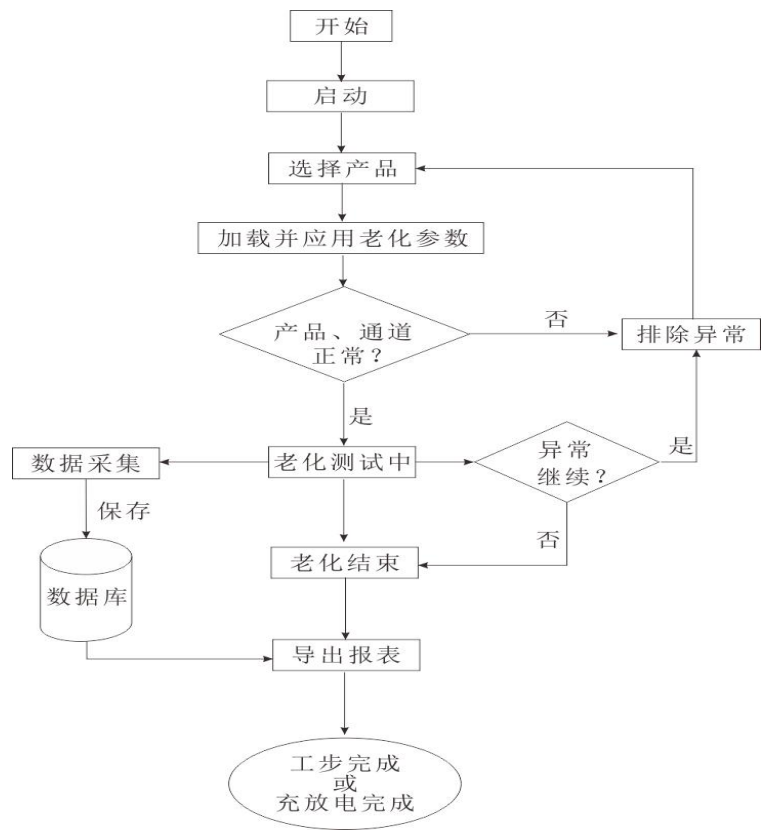 开始
启动
选择产品
加载并应用老化参数
产品、通道
正常？
否
排除异常
是
数据采集
老化测试中
异常
继续？
是
保存
否
数据库
老化结束
导出报表
工步完成
或
充放电完成